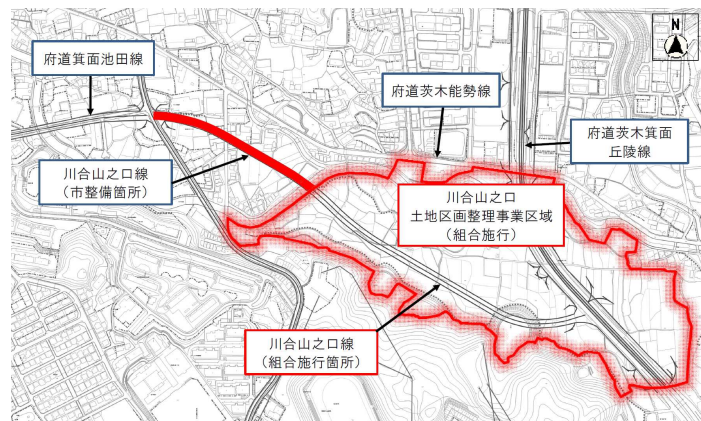 N
府道箕面池田線
府道茨木能勢線
府道茨木箕面
丘陵線
川合山之口線
（市整備箇所）
川合山之口
土地区画整理事業区域
（組合施行）
川合山之口線
（組合施行箇所）